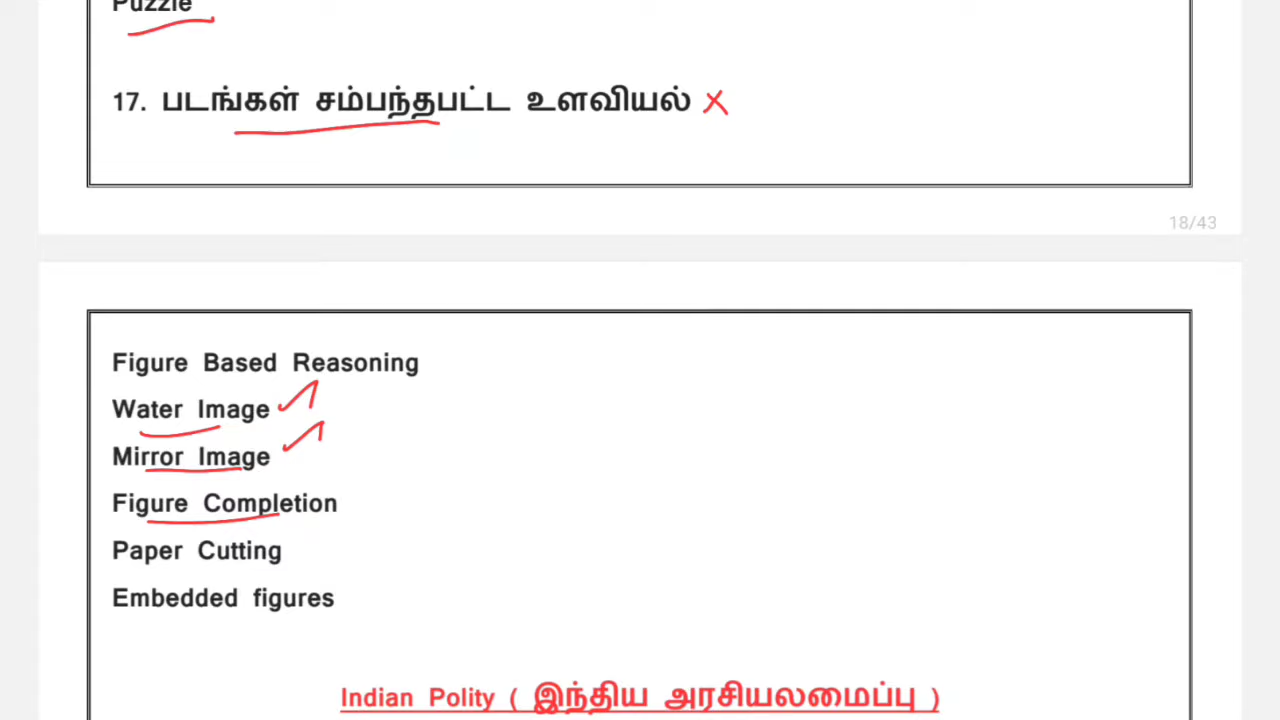 Puzzle
17. படங்கள் சம்பந்தபட்ட உளவியல்
18/43
Figure Based Reasoning
Water Image
Mirror Image
Figure Completion
Paper Cutting
Embedded figures
Indian Polity ( இந்திய அரசியலமைப்பு )